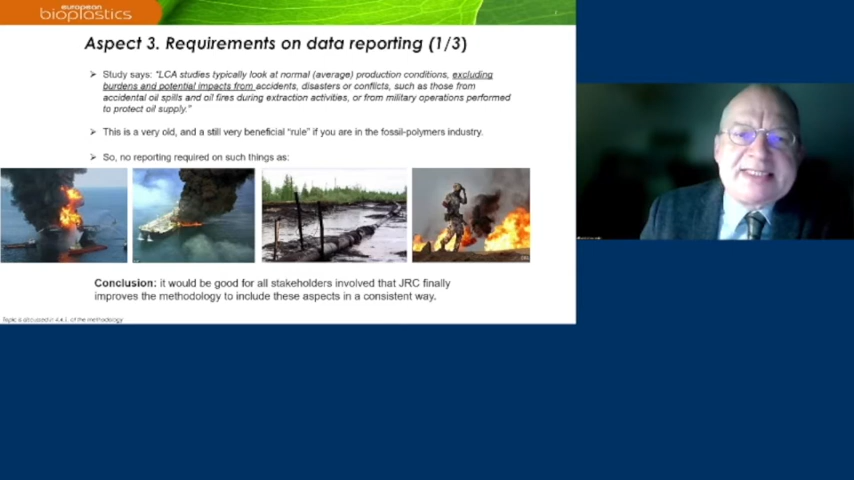 european
bioplastics
Aspect 3. Requirements on data reporting (1/3)
➢ Study says: "LCA studies typically look at normal (average) production conditions, excluding
burdens and potential impacts from accidents, disasters or conflicts, such as those from
accidental oil spills and oil fires during extraction activities, or from military operations performed
to protect oil supply."
➢ This is a very old, and a still very beneficial "rule" if you are in the fossil-polymers industry.
➢ So, no reporting required on such things as:
Conclusion: it would be good for all stakeholders involved that JRC finally
improves the methodology to include these aspects in a consistent way.